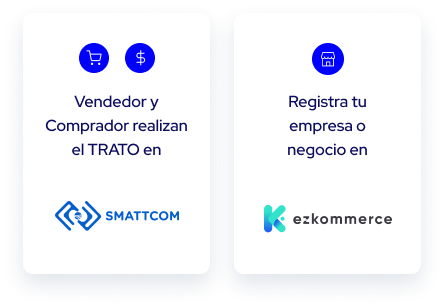 Vendedor y
Comprador realizan
el TRATO en
SMATTCOM
Registra tu
empresa o
negocio en
ezkommerce